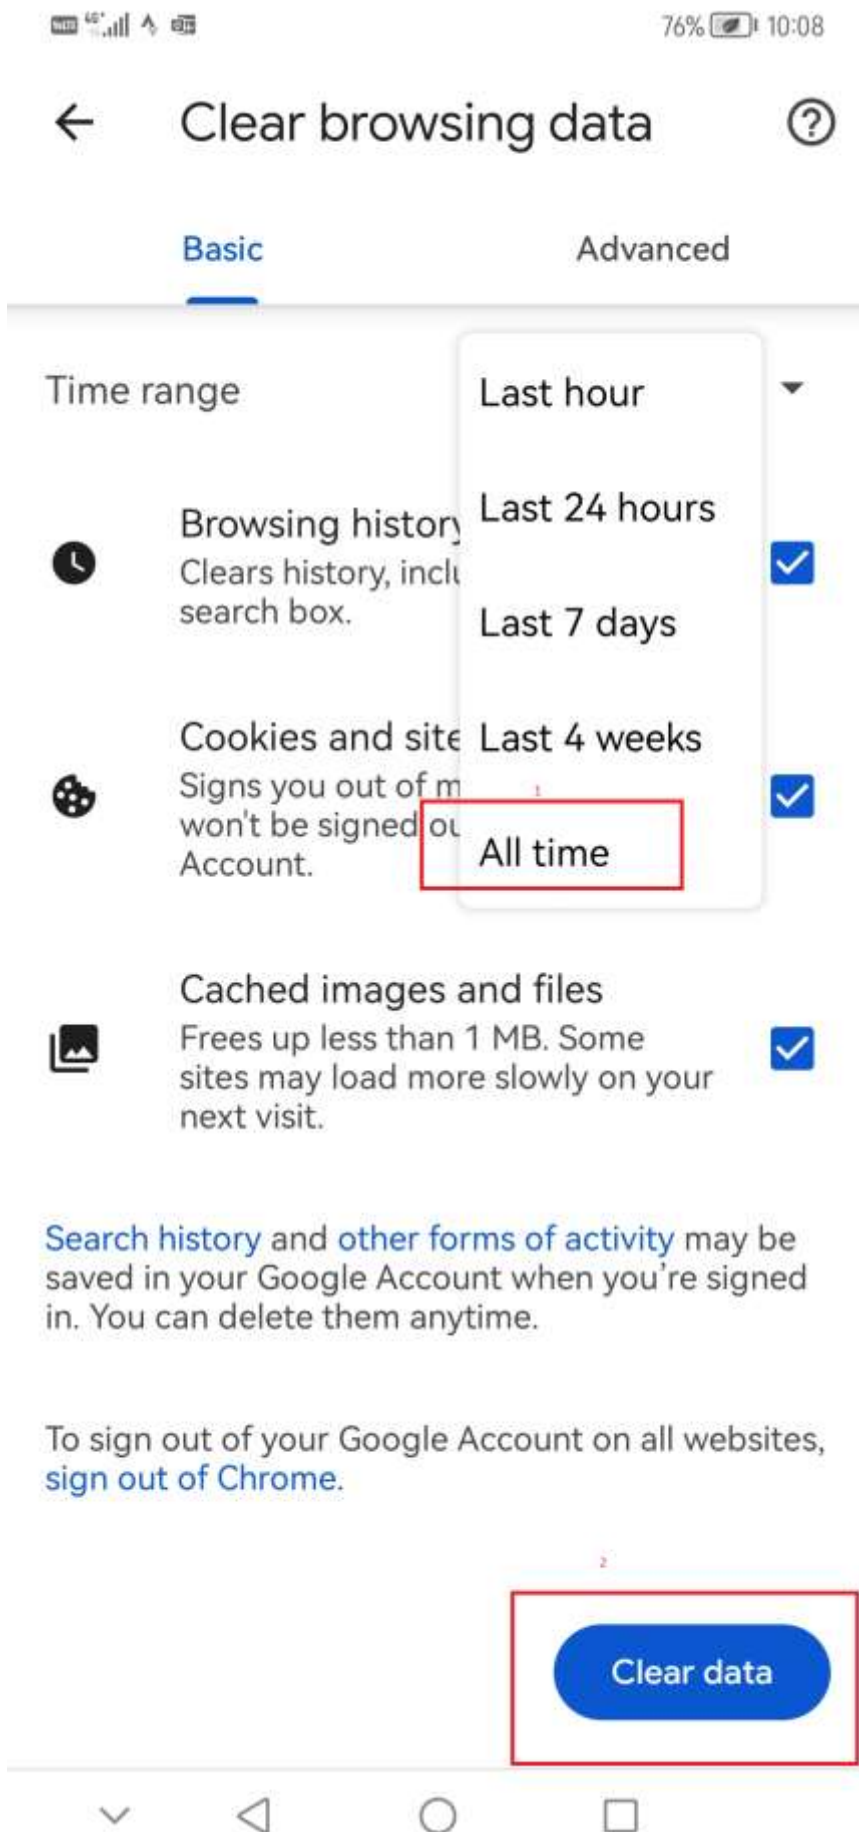 76% 10:08
Clear browsing data
Basic
Advanced
Time range
Last hour
Last 24 hours
Last 7 days
Last 4 weeks
1
All time
Browsing history
Clears history, inclu
search box.
Cookies and site
Signs you out of m
won't be signed ou
Account.
Cached images and files
Frees up less than 1 MB. Some
sites may load more slowly on your
next visit.
Search history and other forms of activity may be
saved in your Google Account when you're signed
in. You can delete them anytime.
To sign out of your Google Account on all websites,
sign out of Chrome.
2
Clear data